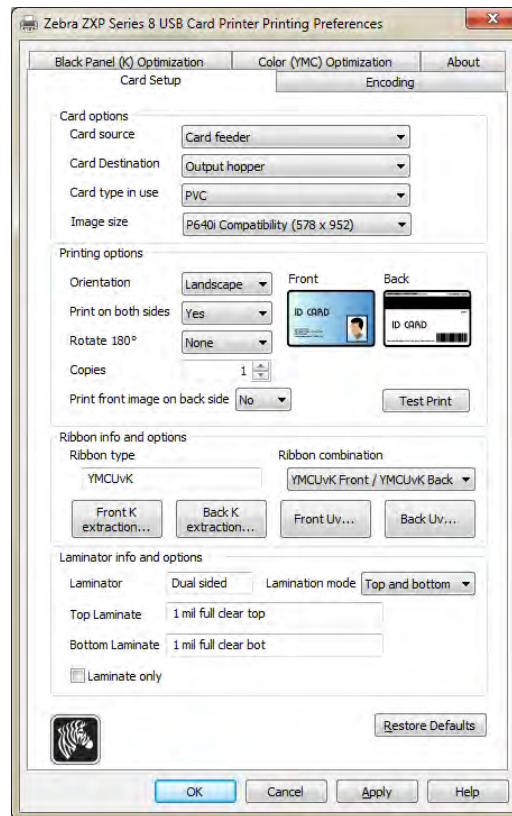 Zebra ZXP Series 8 USB Card Printer Printing Preferences
Black Panel (K) Optimization Color (YMC) Optimization About
Card Setup Encoding
Card options
Card source Card feeder
Card Destination Output hopper
Card type in use PVC
Image size P640i Compatibility (578 x 952)
Printing options
Orientation Landscape Front Back
Print on both sides Yes
ID CARD ID CARD
Rotate 180° None
Copies 1
Print front image on back side No Test Print
Ribbon info and options
Ribbon type Ribbon combination
YMCUvK YMCUvK Front / YMCUvK Back
Front K extraction... Back K extraction... Front Uv... Back Uv...
Laminator info and options
Laminator Dual sided Lamination mode Top and bottom
Top Laminate 1 mil full clear top
Bottom Laminate 1 mil full clear bot
Laminate only
Restore Defaults
OK Cancel Apply Help